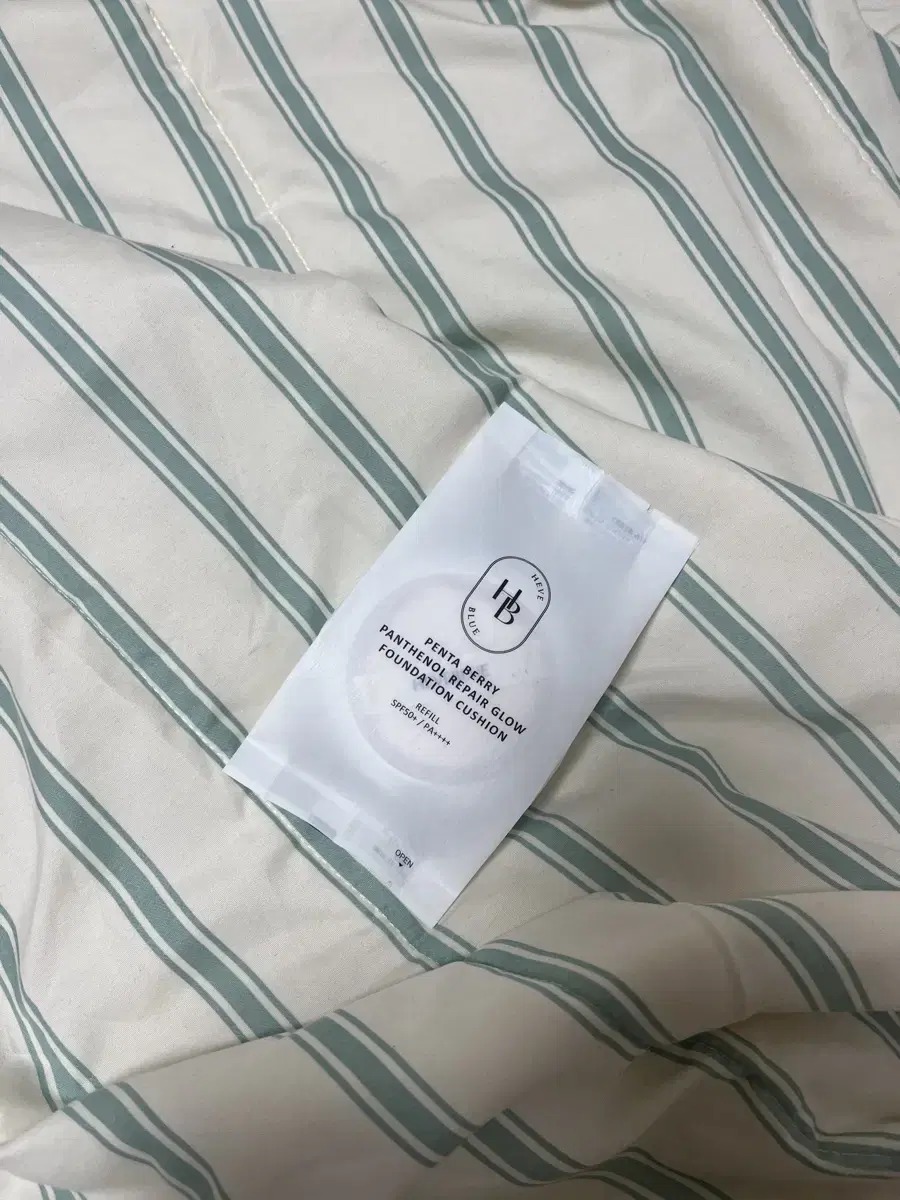 HEVE
HB
BLUE
PENTA BERRY
PANTHENOL REPAIR GLOW
FOUNDATION CUSHION
REFILL
SPF50+ / PA++++
OPEN